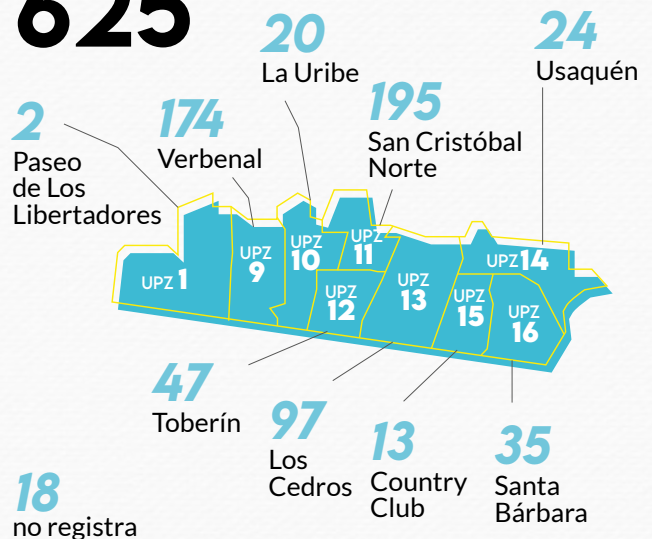 625
20
La Uribe
24
Usaquén
2
Paseo
de Los
Libertadores
174
Verbenal
195
San Cristóbal
Norte
UPZ 1
UPZ
9
UPZ
10
UPZ
11
UPZ
12
UPZ
13
UPZ 14
UPZ
15
UPZ
16
47
Toberín
97
Los
Cedros
13
Country
Club
35
Santa
Bárbara
18
no registra